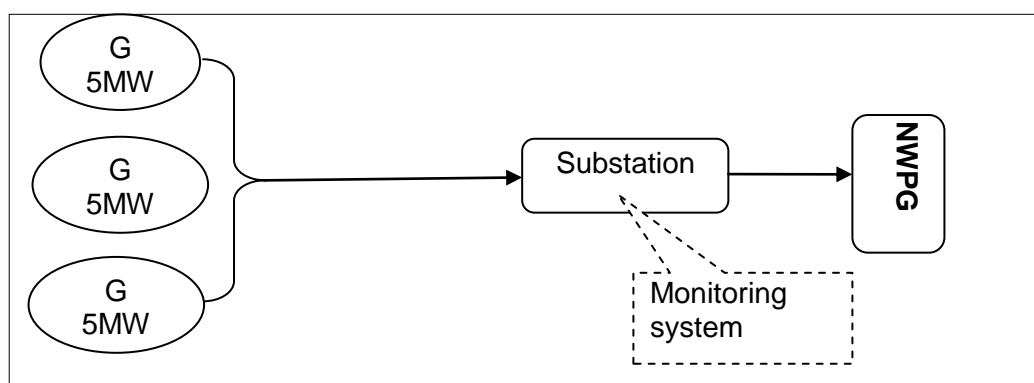 G
5MW
G
5MW
G
5MW
Substation
NWPG
Monitoring
system